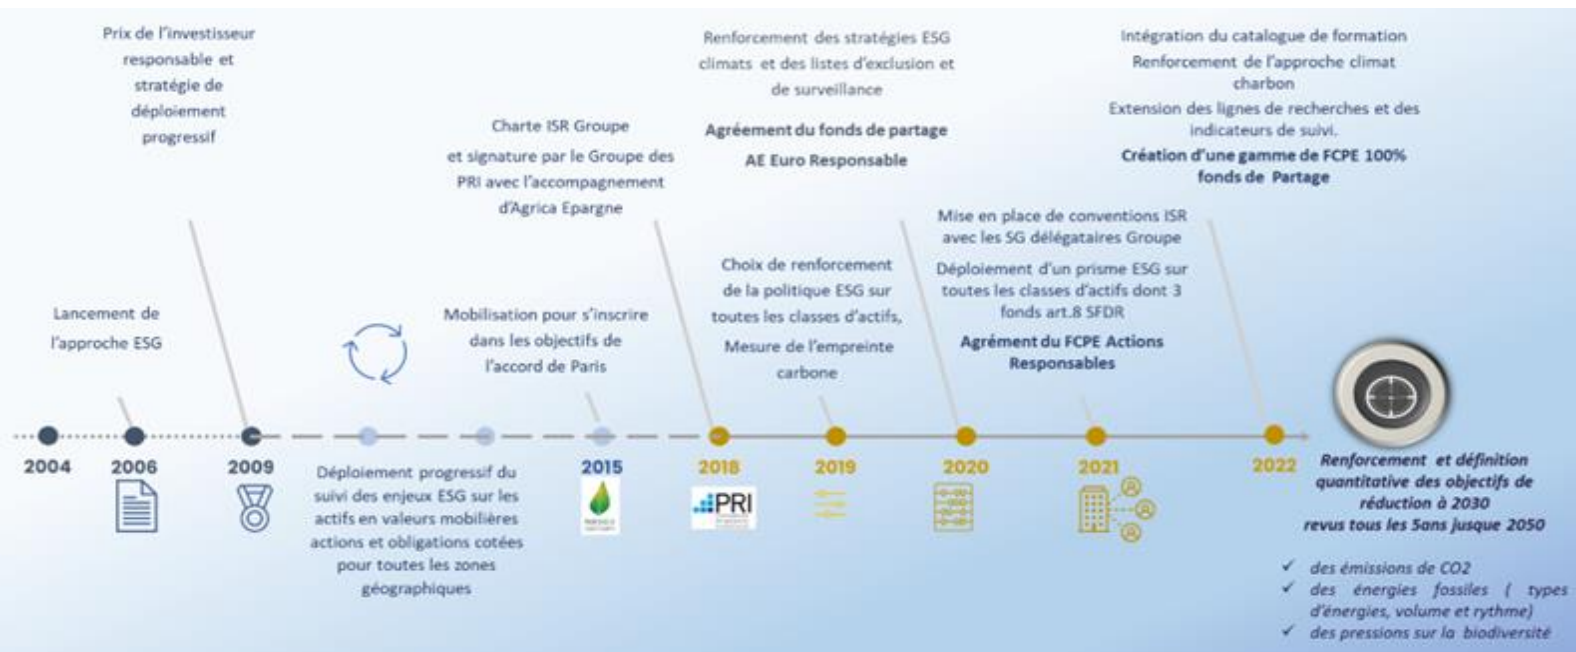 Prix de l'investisseur
responsable et
stratégie de
déploiement
progressif
Lancement de
l'approche ESG
Charte ISR Groupe
et signature par le Groupe des
PRI avec l'accompagnement
d'Agrica Epargne
Mobilisation pour s'inscrire
dans les objectifs de
l'accord de Paris
Renforcement des stratégies ESG
climats et des listes d'exclusion et
de surveillance
Agréement du fonds de partage
AE Euro Responsable
Choix de renforcement
de la politique ESG sur
toutes les classes d'actifs,
Mesure de l'empreinte
carbone
Intégration du catalogue de formation
Renforcement de l'approche climat
charbon
Extension des lignes de recherches et des
indicateurs de suivi.
Création d'une gamme de FCPE 100%
fonds de Partage
Mise en place de conventions ISR
avec les SG délégataires Groupe
Déploiement d'un prisme ESG sur
toutes les classes d'actifs dont 3
fonds art.8 SFDR
Agrément du FCPE Actions
Responsables
2004
2006
2009
2015
2018
2019
2020
2021
2022
Déploiement progressif du
suivi des enjeux ESG sur les
actifs en valeurs mobilières
actions et obligations cotées
pour toutes les zones
géographiques
PRI
Renforcement et définition
quantitative des objectifs de
réduction à 2030
revus tous les 5ans jusque 2050
✓ des émissions de CO2
✓ des énergies fossiles ( types
d'énergies, volume et rythme)
✓ des pressions sur la biodiversité